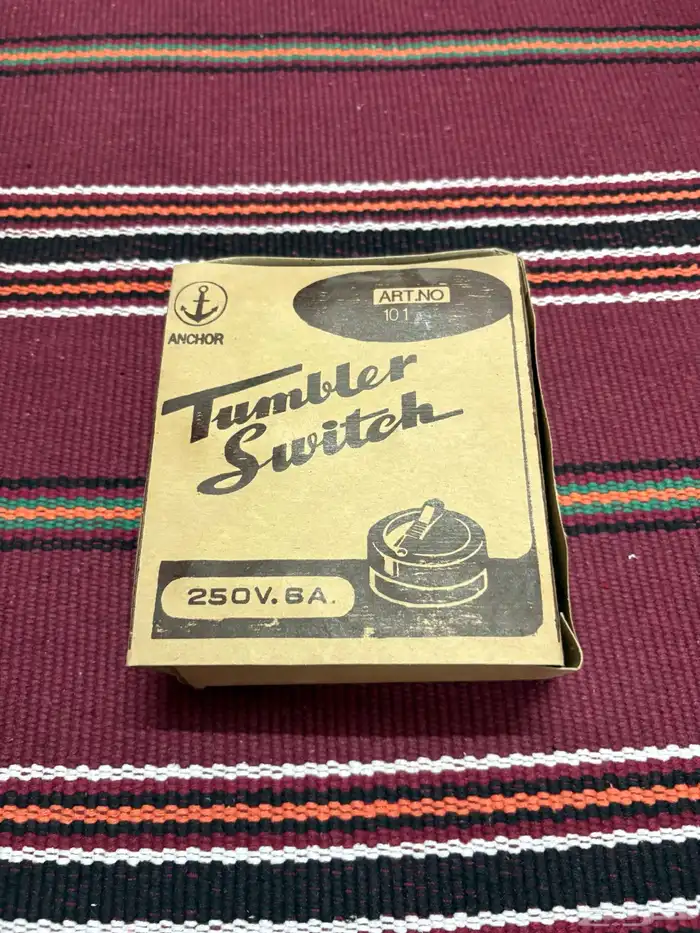 ART.NO
101
ANCHOR
Tumbler
Switch
250V. 6A.